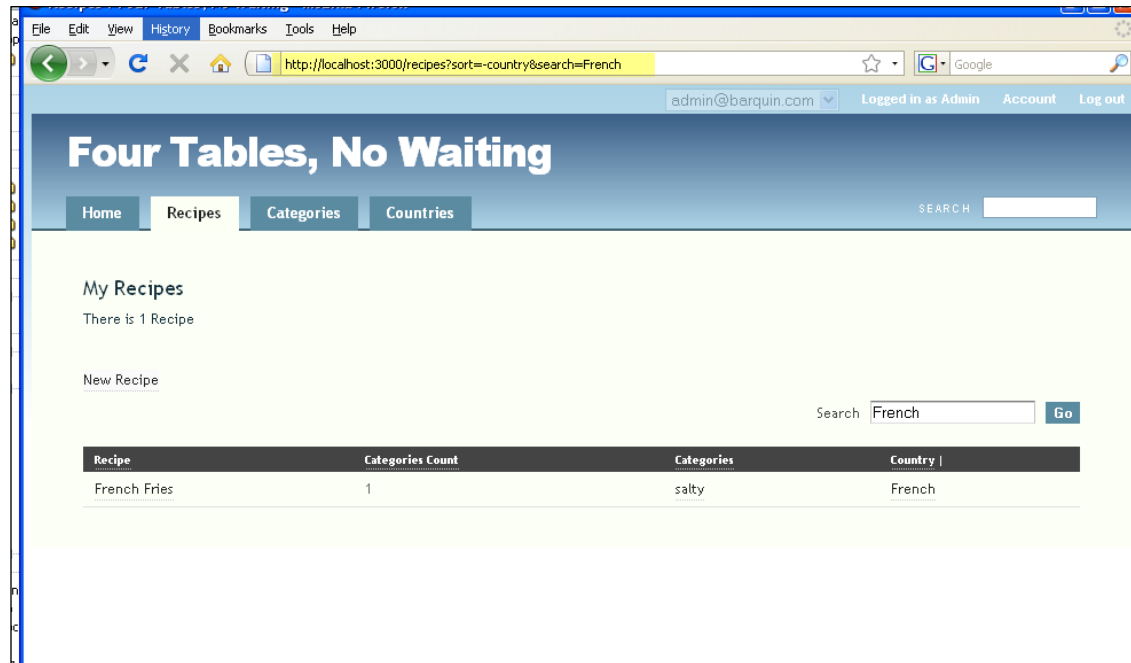 File Edit View History Bookmarks Tools Help
http://localhost:3000/recipes?sort=-country&search=French
G Google
admin@barquin.com Logged in as Admin Account Log out
Four Tables, No Waiting
Home Recipes Categories Countries
SEARCH
My Recipes
There is 1 Recipe
New Recipe
Search French Go
Recipe Categories Count Categories Country |
French Fries 1 salty French